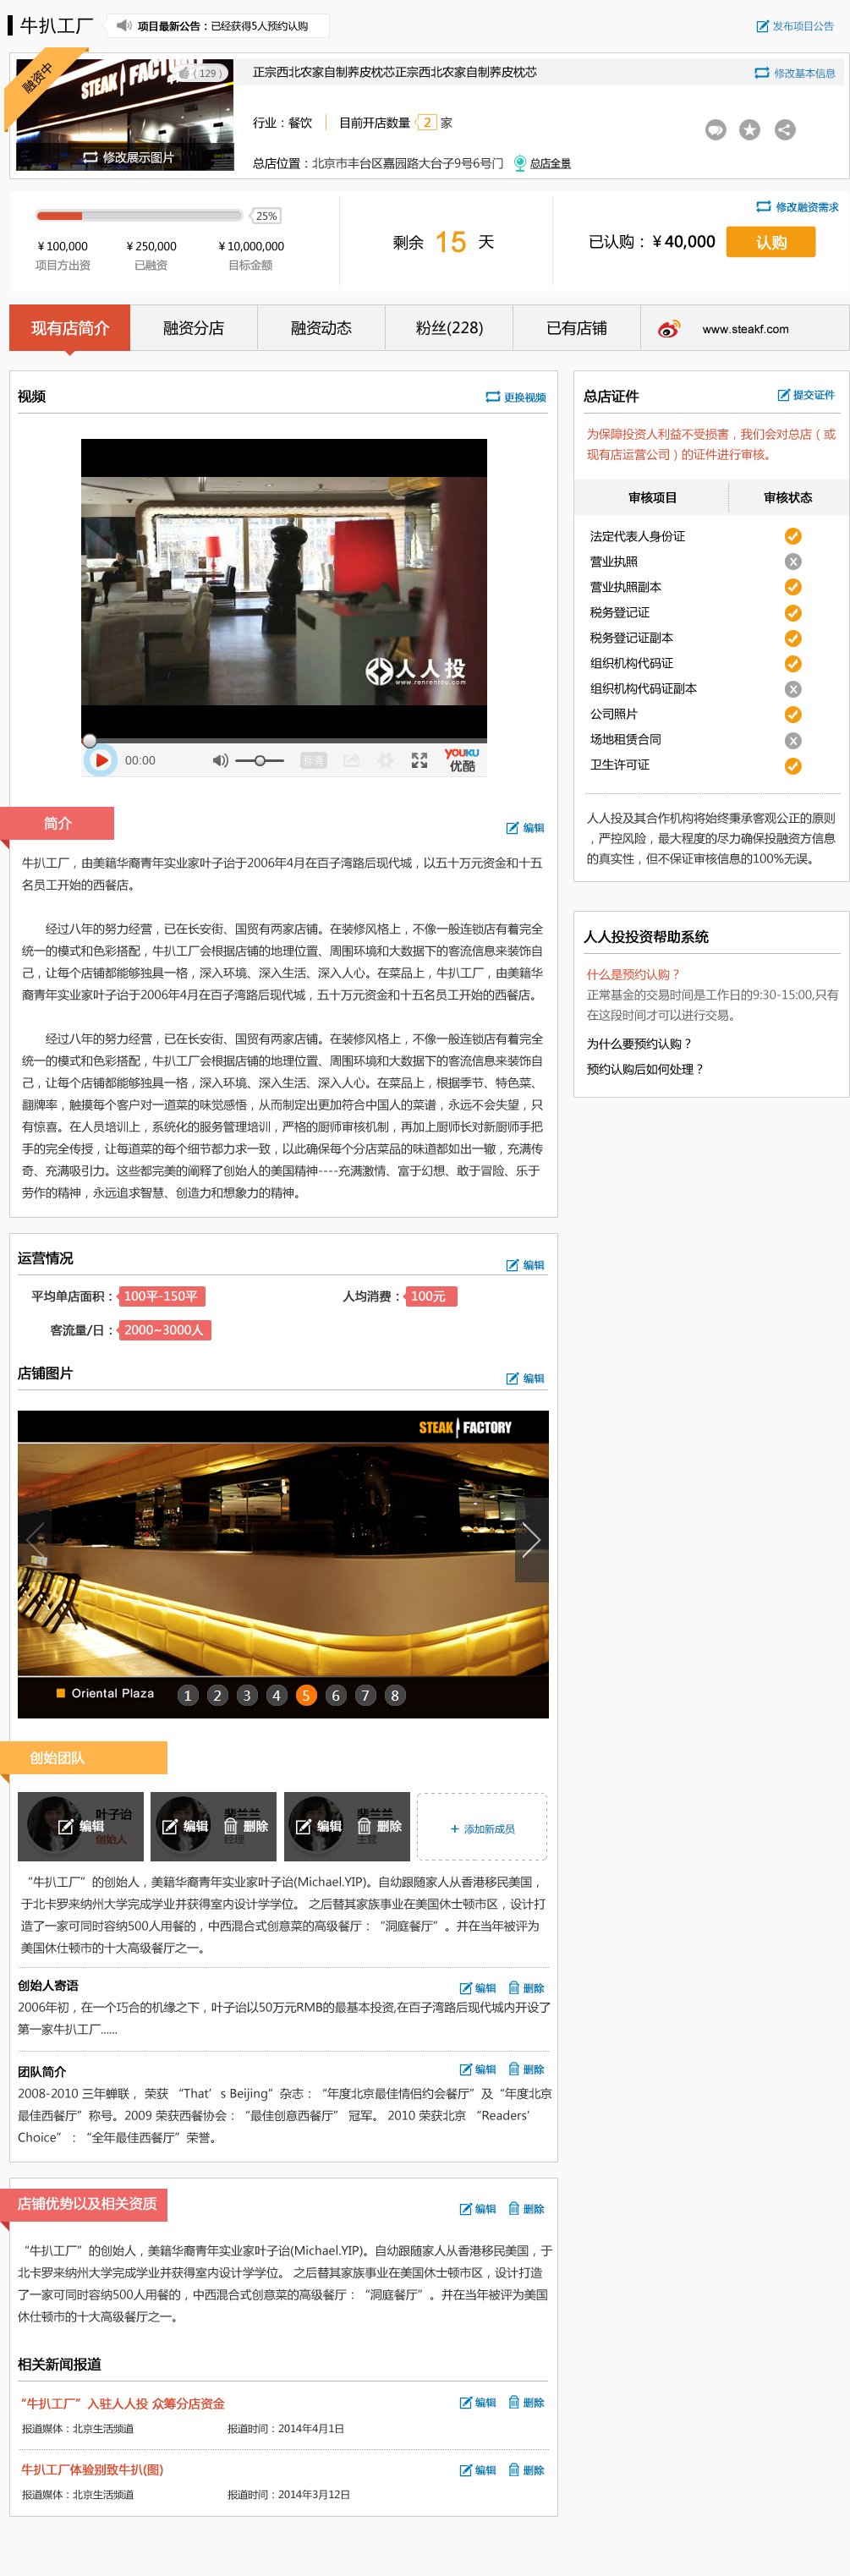 牛扒工厂
项目最新公告：已经获得5人预约认购
发布项目公告
融资中
STEAK FACTORY
( 129 )
修改展示图片
正宗西北农家自制荞皮枕芯正宗西北农家自制荞皮枕芯
修改基本信息
行业：餐饮
目前开店数量 2 家
总店位置：北京市丰台区嘉园路大台子9号6号门
总店全景
25%
¥ 100,000
¥ 250,000
¥ 10,000,000
项目方出资
已融资
目标金额
剩余 15 天
修改融资需求
已认购：¥ 40,000
认购
现有店简介
融资分店
融资动态
粉丝(228)
已有店铺
www.steakf.com
视频
更换视频
人人投
www.renrentou.com
00:00
标清
YOUKU
优酷
简介
编辑
牛扒工厂，由美籍华裔青年实业家叶子诒于2006年4月在百子湾路后现代城，以五十万元资金和十五
名员工开始的西餐店。
经过八年的努力经营，已在长安街、国贸有两家店铺。在装修风格上，不像一般连锁店有着完全
统一的模式和色彩搭配，牛扒工厂会根据店铺的地理位置、周围环境和大数据下的客流信息来装饰自
己，让每个店铺都能够独具一格，深入环境、深入生活、深入人心。在菜品上，牛扒工厂，由美籍华
裔青年实业家叶子诒于2006年4月在百子湾路后现代城，五十万元资金和十五名员工开始的西餐店。
经过八年的努力经营，已在长安街、国贸有两家店铺。在装修风格上，不像一般连锁店有着完全
统一的模式和色彩搭配，牛扒工厂会根据店铺的地理位置、周围环境和大数据下的客流信息来装饰自
己，让每个店铺都能够独具一格，深入环境、深入生活、深入人心。在菜品上，根据季节、特色菜、
翻牌率，触摸每个客户对一道菜的味觉感悟，从而制定出更加符合中国人的菜谱，永远不会失望，只
有惊喜。在人员培训上，系统化的服务管理培训，严格的厨师审核机制，再加上厨师长对新厨师手把
手的完全传授，让每道菜的每个细节都力求一致，以此确保每个分店菜品的味道都如出一辙，充满传
奇、充满吸引力。这些都完美的阐释了创始人的美国精神----充满激情、富于幻想、敢于冒险、乐于
劳作的精神，永远追求智慧、创造力和想象力的精神。
总店证件
提交证件
为保障投资人利益不受损害，我们会对总店（或
现有店运营公司）的证件进行审核。
审核项目
审核状态
法定代表人身份证
营业执照
营业执照副本
税务登记证
税务登记证副本
组织机构代码证
组织机构代码证副本
公司照片
场地租赁合同
卫生许可证
人人投及其合作机构将始终秉承客观公正的原则
，严控风险，最大程度的尽力确保投融资方信息
的真实性，但不保证审核信息的100%无误。
人人投投资帮助系统
什么是预约认购？
正常基金的交易时间是工作日的9:30-15:00,只有
在这段时间才可以进行交易。
为什么要预约认购？
预约认购后如何处理？
运营情况
编辑
平均单店面积：100平-150平
人均消费：100元
客流量/日：2000~3000人
店铺图片
编辑
STEAK FACTORY
Oriental Plaza
1 2 3 4 5 6 7 8
创始团队
叶子诒
创始人
编辑
裴兰兰
经理
编辑
删除
裴兰兰
主管
编辑
删除
+ 添加新成员
“牛扒工厂”的创始人，美籍华裔青年实业家叶子诒(Michael.YIP)。自幼跟随家人从香港移民美国，
于北卡罗来纳州大学完成学业并获得室内设计学学位。 之后替其家族事业在美国休士顿市区，设计打
造了一家可同时容纳500人用餐的，中西混合式创意菜的高级餐厅：“洞庭餐厅”。并在当年被评为
美国休仕顿市的十大高级餐厅之一。
创始人寄语
编辑
删除
2006年初，在一个巧合的机缘之下，叶子诒以50万元RMB的最基本投资,在百子湾路后现代城内开设了
第一家牛扒工厂......
团队简介
编辑
删除
2008-2010 三年蝉联， 荣获 “That’s Beijing”杂志：“年度北京最佳情侣约会餐厅”及“年度北京
最佳西餐厅”称号。2009 荣获西餐协会：“最佳创意西餐厅” 冠军。 2010 荣获北京 “Readers’
Choice”：“全年最佳西餐厅”荣誉。
店铺优势以及相关资质
编辑
删除
“牛扒工厂”的创始人，美籍华裔青年实业家叶子诒(Michael.YIP)。自幼跟随家人从香港移民美国，于
北卡罗来纳州大学完成学业并获得室内设计学学位。 之后替其家族事业在美国休士顿市区，设计打造
了一家可同时容纳500人用餐的，中西混合式创意菜的高级餐厅：“洞庭餐厅”。并在当年被评为美国
休仕顿市的十大高级餐厅之一。
相关新闻报道
“牛扒工厂”入驻人人投 众筹分店资金
编辑
删除
报道媒体：北京生活频道
报道时间：2014年4月1日
牛扒工厂体验别致牛扒(图)
编辑
删除
报道媒体：北京生活频道
报道时间：2014年3月12日